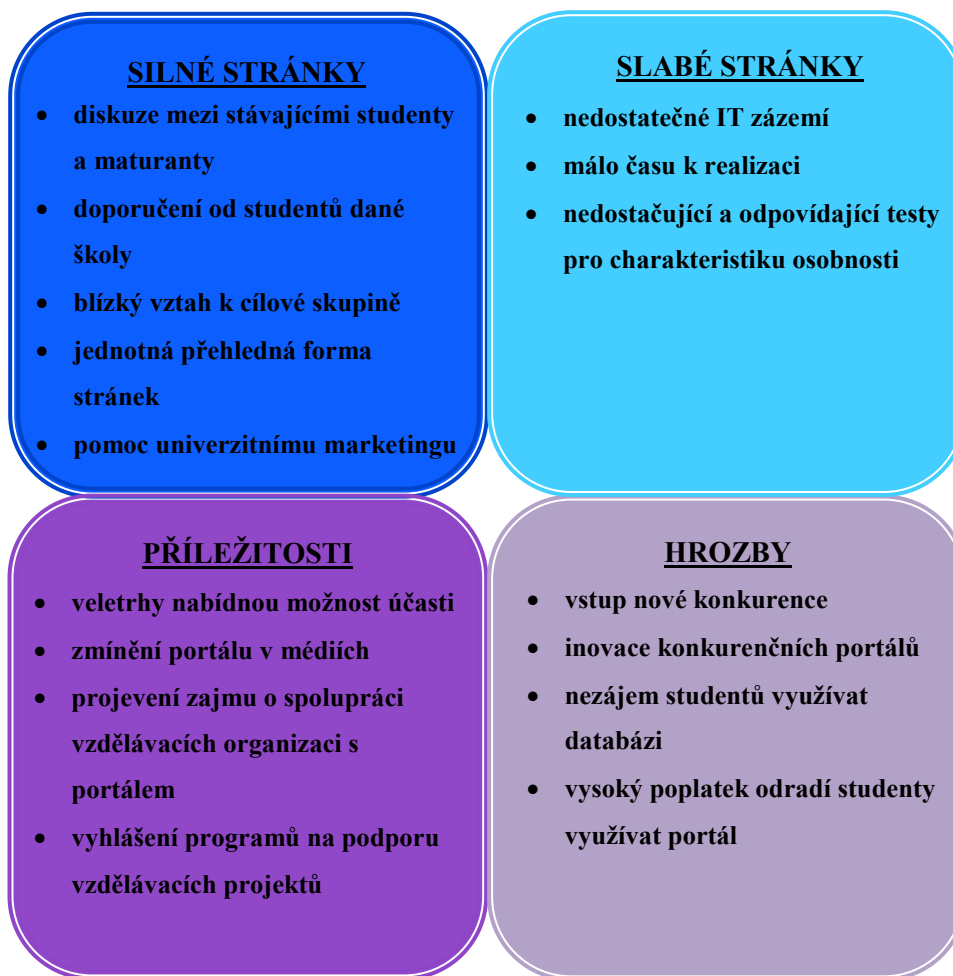 SILNÉ STRÁNKY
• diskuze mezi stávajícími studenty
a maturanty
• doporučení od studentů dané
školy
• blízký vztah k cílové skupině
• jednotná přehledná forma
stránek
• pomoc univerzitnímu marketingu
SLABÉ STRÁNKY
• nedostatečné IT zázemí
• málo času k realizaci
• nedostačující a odpovídající testy
pro charakteristiku osobnosti
PŘÍLEŽITOSTI
• veletrhy nabídnou možnost účasti
• zmínění portálu v médiích
• projevení zajmu o spolupráci
vzdělávacích organizaci s
portálem
• vyhlášení programů na podporu
vzdělávacích projektů
HROZBY
• vstup nové konkurence
• inovace konkurenčních portálů
• nezájem studentů využívat
databázi
• vysoký poplatek odradí studenty
využívat portál